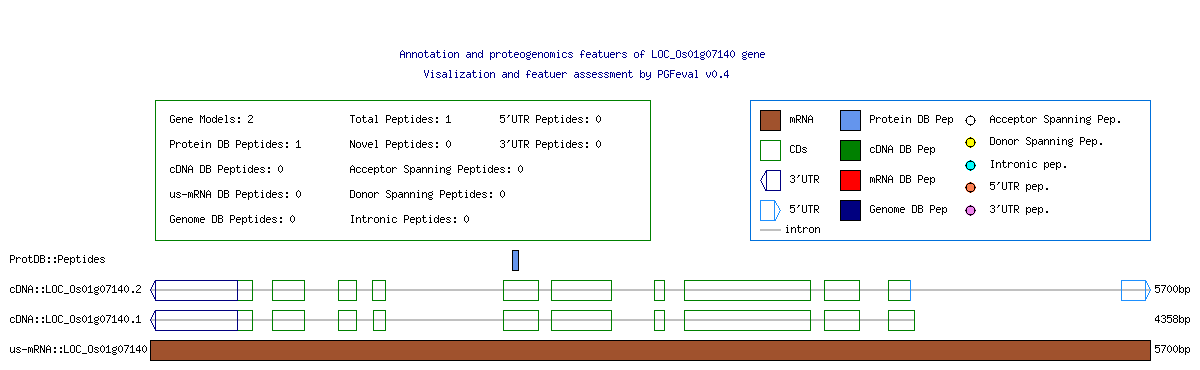 Annotation and proteogenomics featuers of LOC_Os01g07140 gene
Visalization and featuer assessment by PGFeval v0.4
Gene Models: 2 Total Peptides: 1 5'UTR Peptides: 0
Protein DB Peptides: 1 Novel Peptides: 0 3'UTR Peptides: 0
cDNA DB Peptides: 0 Acceptor Spanning Peptides: 0
us-mRNA DB Peptides: 0 Donor Spanning Peptides: 0
Genome DB Peptides: 0 Intronic Peptides: 0
mRNA Protein DB Pep Acceptor Spanning Pep.
CDs cDNA DB Pep Donor Spanning Pep.
3'UTR mRNA DB Pep Intronic pep.
5'UTR Genome DB Pep 5'UTR pep.
intron 3'UTR pep.
ProtDB::Peptides
cDNA::LOC_Os01g07140.2 5700bp
cDNA::LOC_Os01g07140.1 4358bp
us-mRNA::LOC_Os01g07140 5700bp